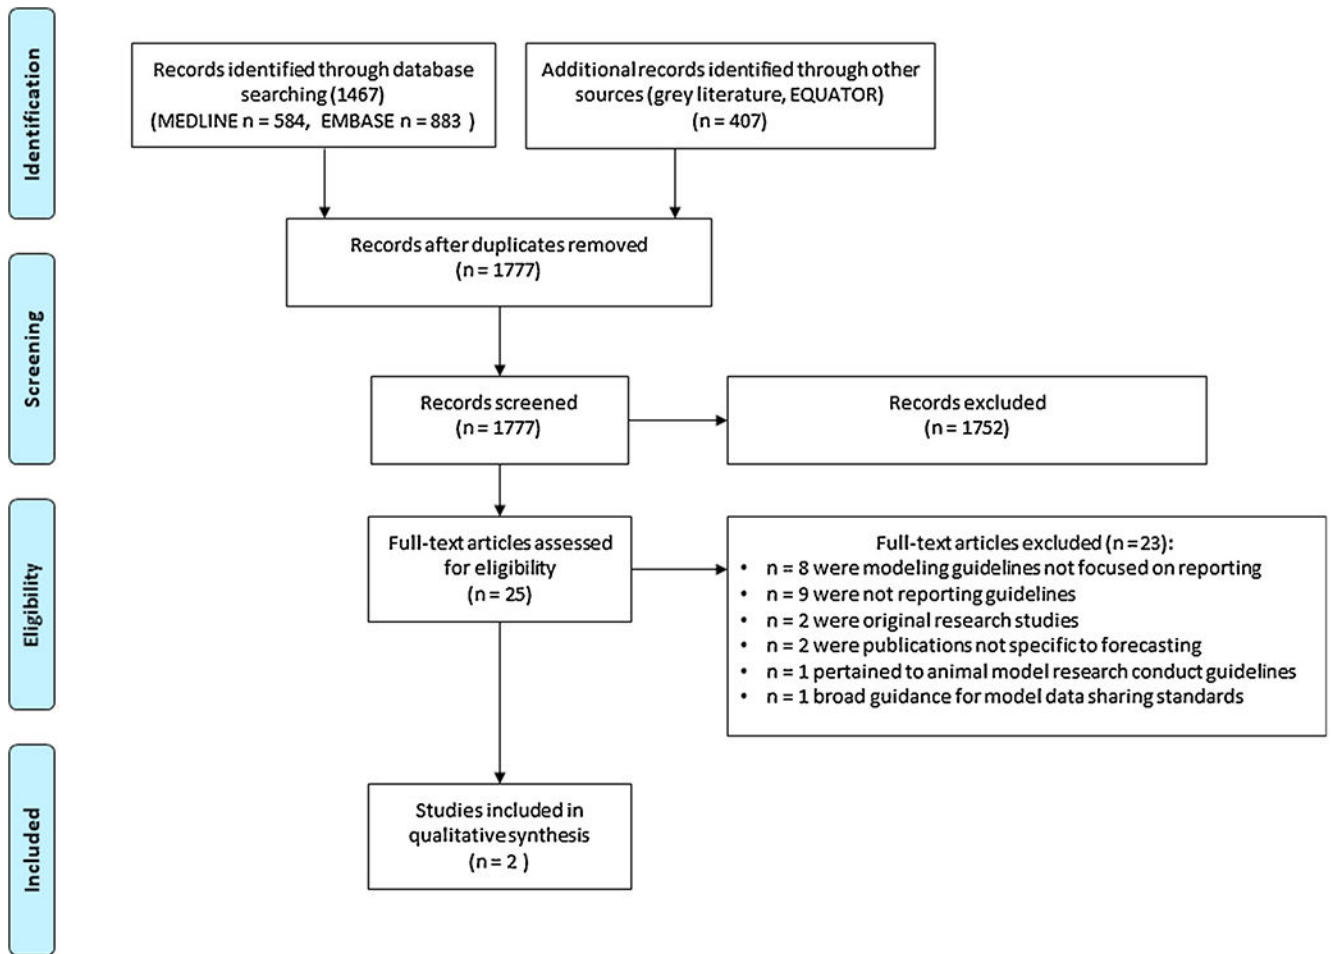 Identification
Records identified through database
searching (1467)
(MEDLINE n = 584, EMBASE n = 883 )
Additional records identified through other
sources (grey literature, EQUATOR)
(n = 407)
Records after duplicates removed
(n = 1777)
Screening
Records screened
(n = 1777)
Records excluded
(n = 1752)
Eligibility
Full-text articles assessed
for eligibility
(n = 25)
Full-text articles excluded (n =23):
• n = 8 were modeling guidelines not focused on reporting
• n = 9 were not reporting guidelines
• n = 2 were original research studies
• n = 2 were publications not specific to forecasting
• n = 1 pertained to animal model research conduct guidelines
• n = 1 broad guidance for model data sharing standards
Included
Studies included in
qualitative synthesis
(n = 2 )